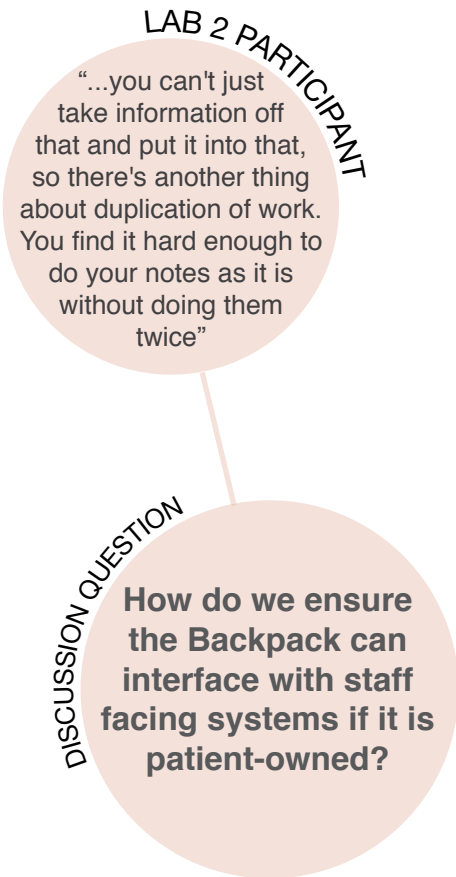 LAB 2 PARTICIPANT
“...you can't just
take information off
that and put it into that,
so there's another thing
about duplication of work.
You find it hard enough to
do your notes as it is
without doing them
twice”
DISCUSSION QUESTION
How do we ensure
the Backpack can
interface with staff
facing systems if it is
patient-owned?